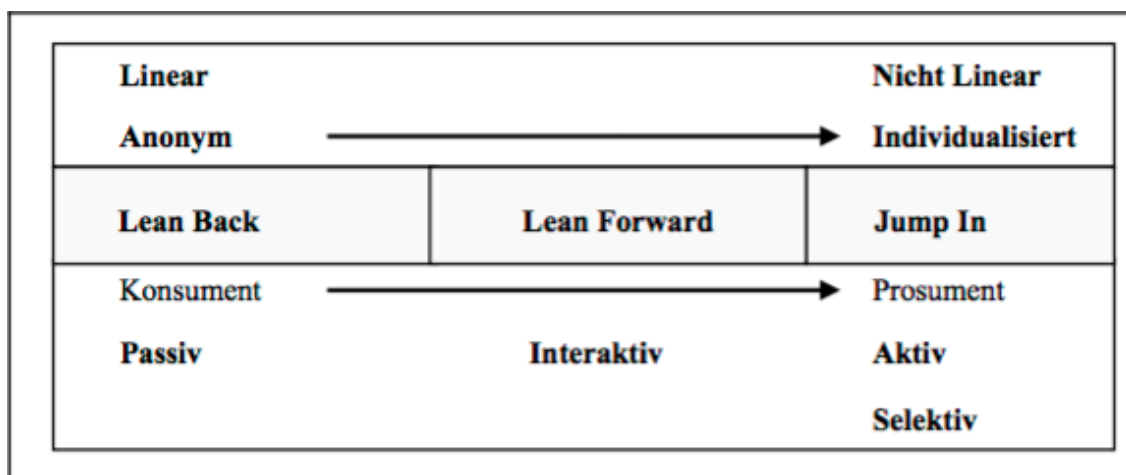 Linear Nicht Linear
Anonym Individualisiert
Lean Back Lean Forward Jump In
Konsument Prosument
Passiv Interaktiv Aktiv
Selektiv